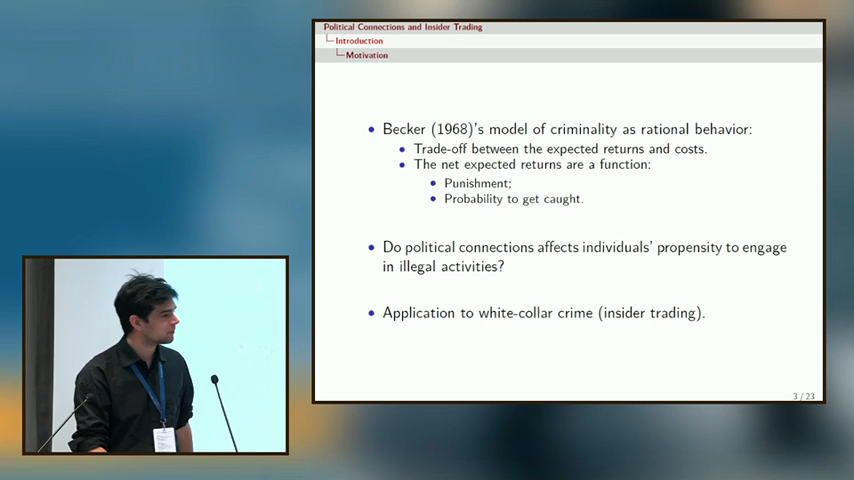 Political Connections and Insider Trading
Introduction
Motivation
Becker (1968)'s model of criminality as rational behavior:
Trade-off between the expected returns and costs.
The net expected returns are a function:
Punishment;
Probability to get caught.
Do political connections affects individuals' propensity to engage
in illegal activities?
Application to white-collar crime (insider trading).
3 / 23